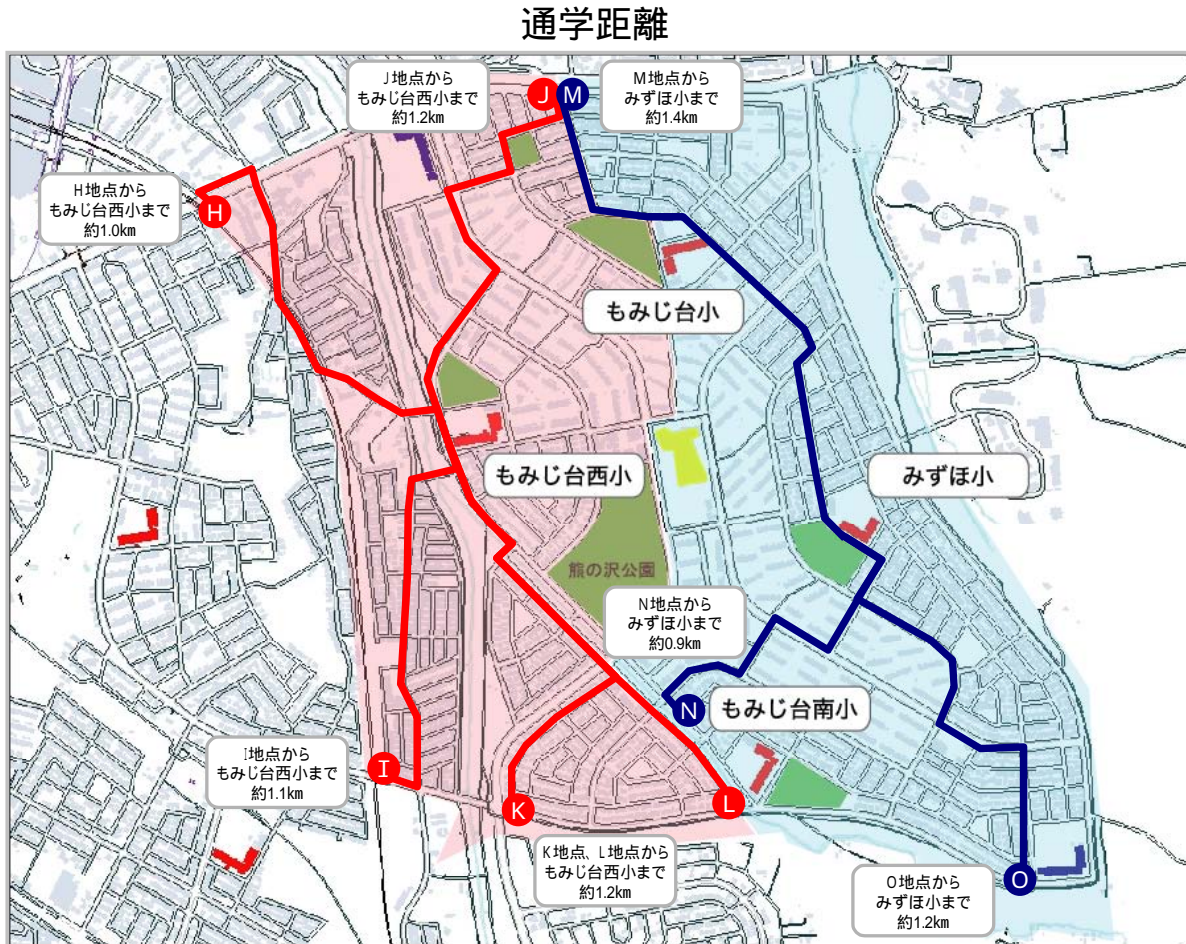 通学距離
J地点から
もみじ台西小まで
約1.2km
J
M
M地点から
みずほ小まで
約1.4km
H地点から
もみじ台西小まで
約1.0km
H
もみじ台小
もみじ台西小
みずほ小
熊の沢公園
N地点から
みずほ小まで
約0.9km
N
もみじ台南小
I地点から
もみじ台西小まで
約1.1km
I
K
L
K地点、L地点から
もみじ台西小まで
約1.2km
O地点から
みずほ小まで
約1.2km
O